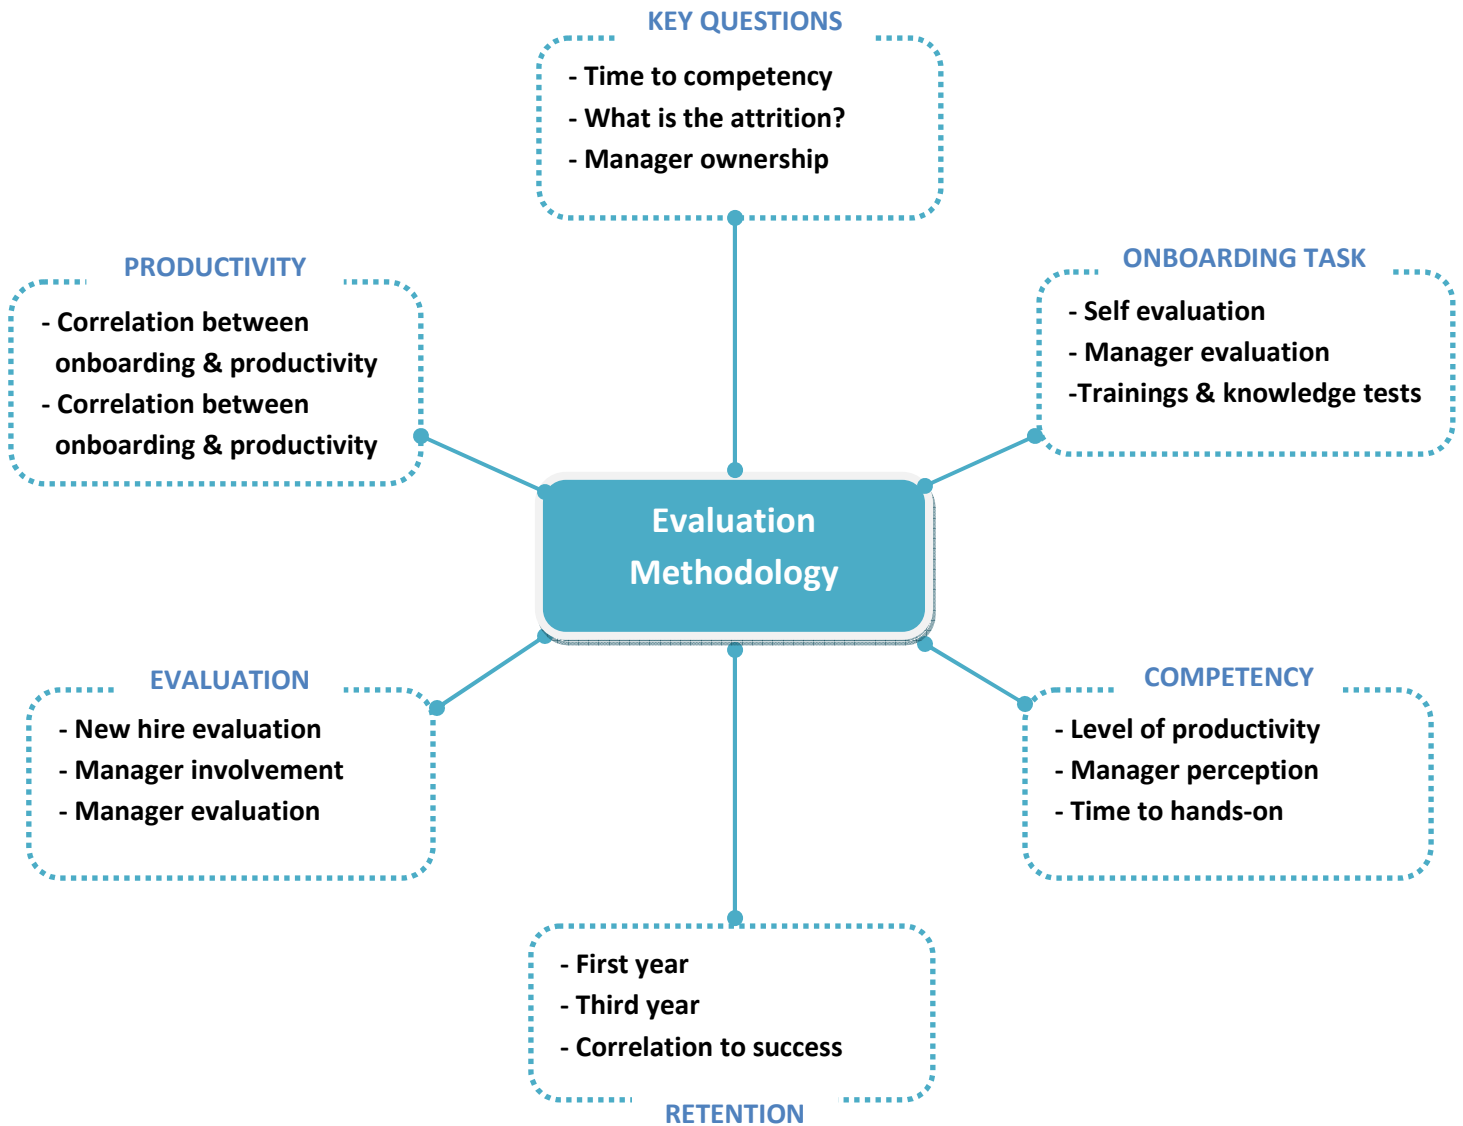 KEY QUESTIONS
- Time to competency
- What is the attrition?
- Manager ownership
PRODUCTIVITY
- Correlation between
onboarding & productivity
- Correlation between
onboarding & productivity
ONBOARDING TASK
- Self evaluation
- Manager evaluation
-Trainings & knowledge tests
Evaluation
Methodology
EVALUATION
- New hire evaluation
- Manager involvement
- Manager evaluation
COMPETENCY
- Level of productivity
- Manager perception
- Time to hands-on
- First year
- Third year
- Correlation to success
RETENTION